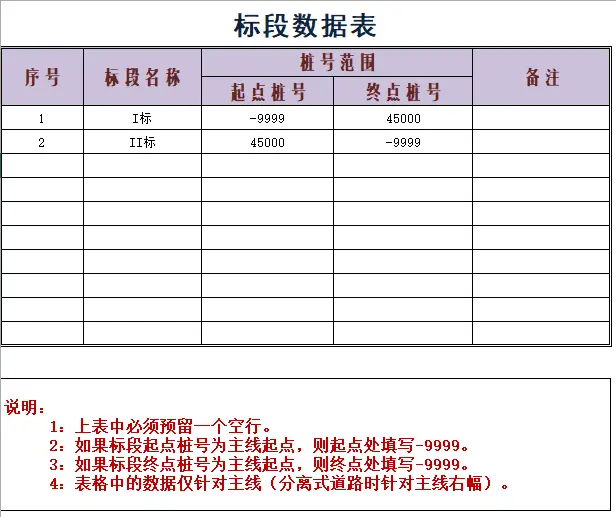 标段数据表
序号 标段名称 桩号范围 备注
起点桩号 终点桩号
1 I标 -9999 45000
2 II标 45000 -9999
说明：
1：上表中必须预留一个空行。
2：如果标段起点桩号为主线起点，则起点处填写-9999。
3：如果标段终点桩号为主线起点，则终点处填写-9999。
4：表格中的数据仅针对主线（分离式道路时针对主线右幅）。